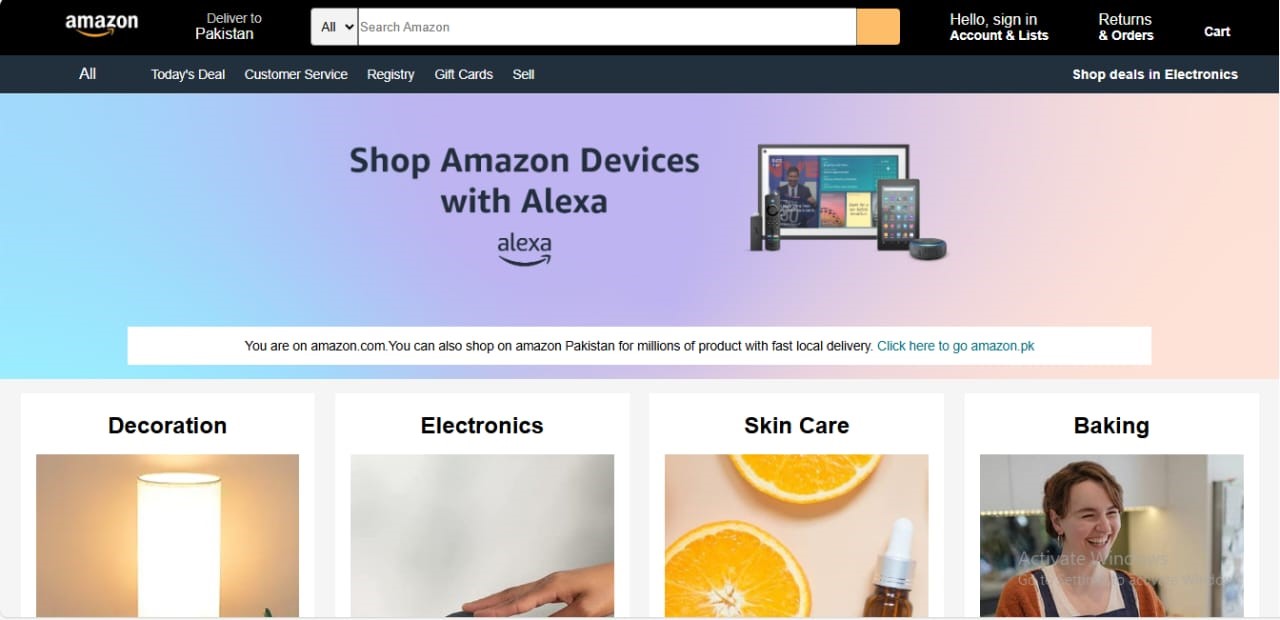 amazon
Deliver to
Pakistan
All
Search Amazon
Hello, sign in
Account & Lists
Returns
& Orders
Cart
All
Today's Deal
Customer Service
Registry
Gift Cards
Sell
Shop deals in Electronics
Shop Amazon Devices
with Alexa
alexa
You are on amazon.com.You can also shop on amazon Pakistan for millions of product with fast local delivery. Click here to go amazon.pk
Decoration
Electronics
Skin Care
Baking
Activate Windows
Go to Settings to activate Windows